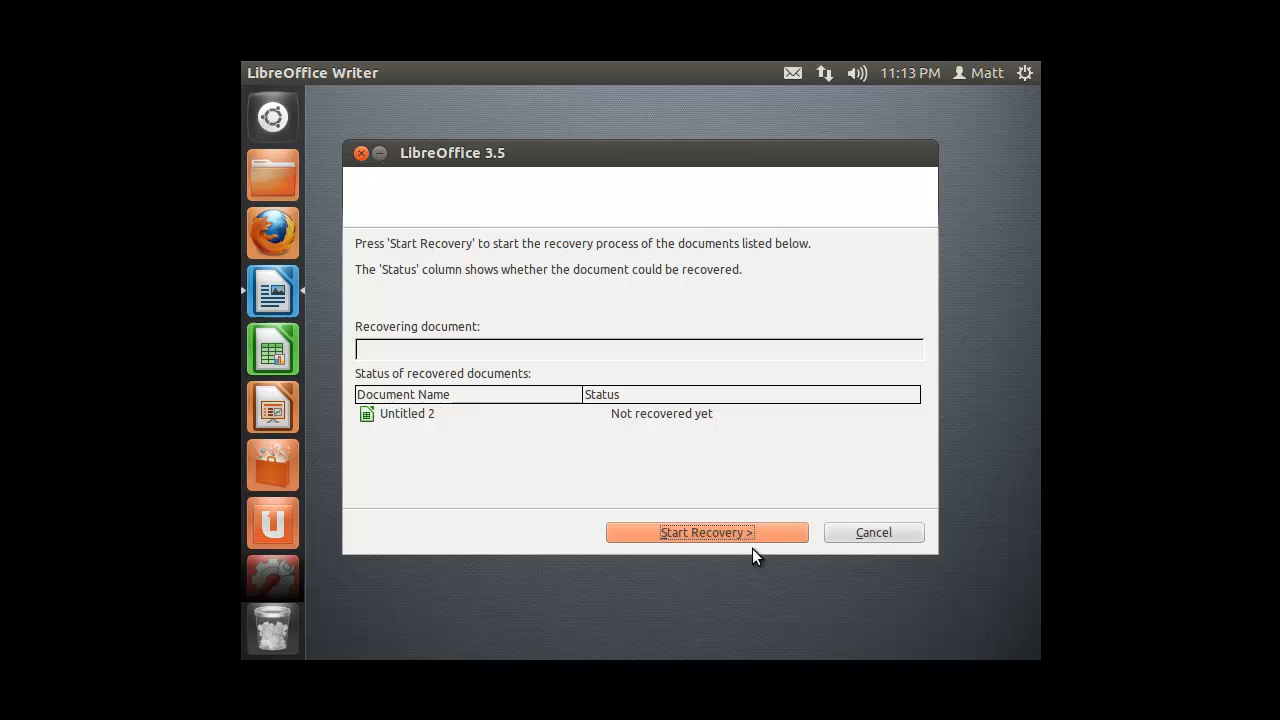 LibreOffice Writer
11:13 PM Matt
LibreOffice 3.5
Press 'Start Recovery' to start the recovery process of the documents listed below.
The 'Status' column shows whether the document could be recovered.
Recovering document:
Status of recovered documents:
Document Name Status
Untitled 2 Not recovered yet
Start Recovery > Cancel